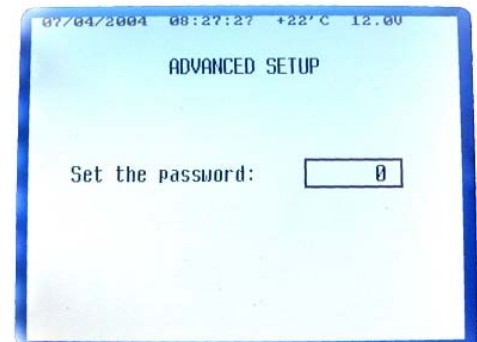 07/04/2004 08:27:27 +22'C 12.0V
ADVANCED SETUP
Set the password: 0